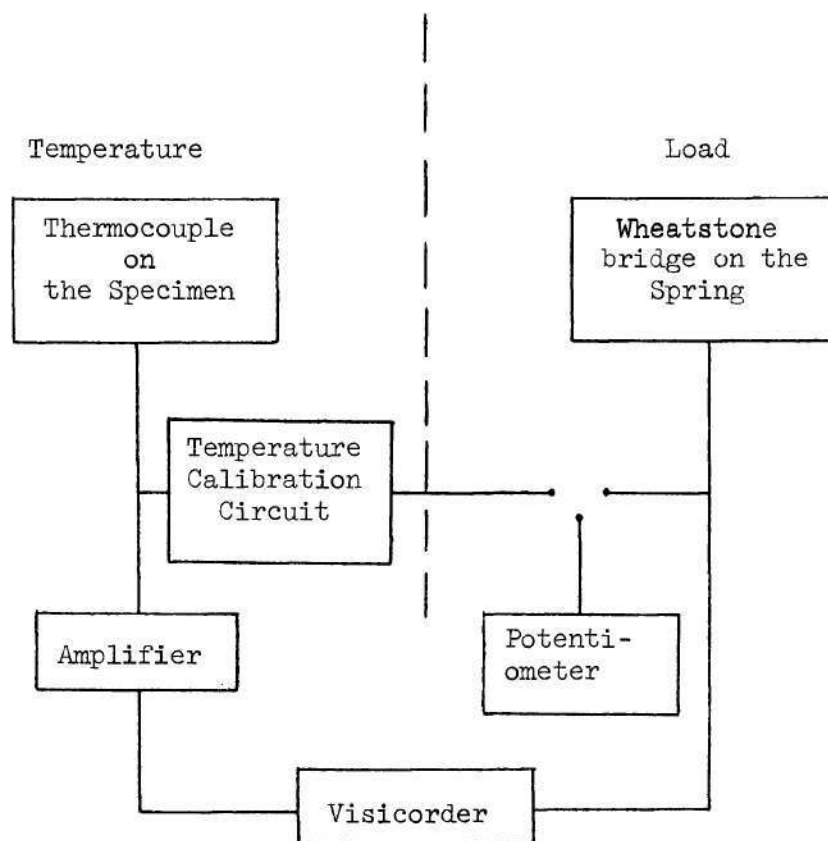 Temperature
Load
Thermocouple
on
the Specimen
Wheatstone
bridge on the
Spring
Temperature
Calibration
Circuit
Amplifier
Potenti-
ometer
Visicorder